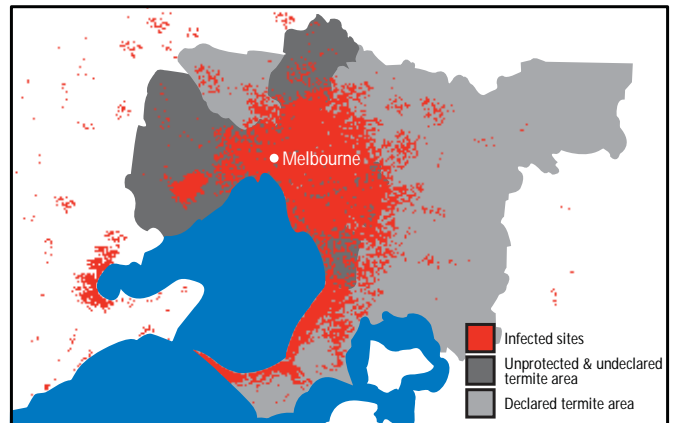 Melbourne
Infected sites
Unprotected & undeclared
termite area
Declared termite area